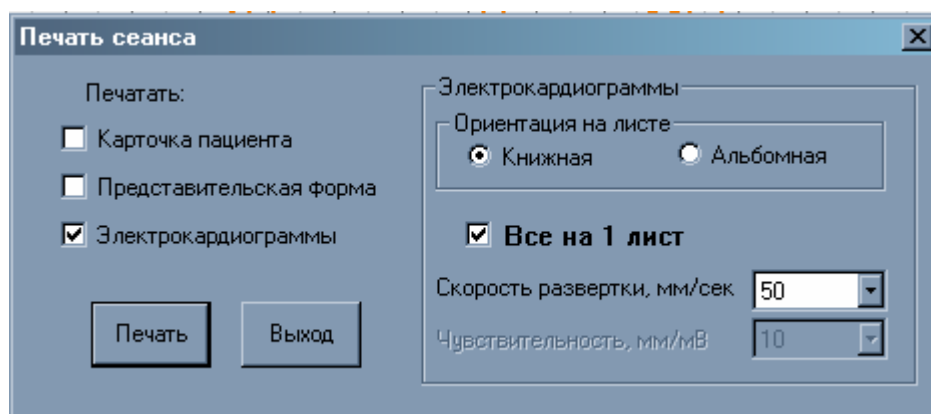 Печать сеанса
Печатать:
Карточка пациента
Представительская форма
Электрокардиограммы
Печать
Выход
Электрокардиограммы
Ориентация на листе
Книжная
Альбомная
Все на 1 лист
Скорость развертки, мм/сек
50
Чувствительность, мм/мВ
10